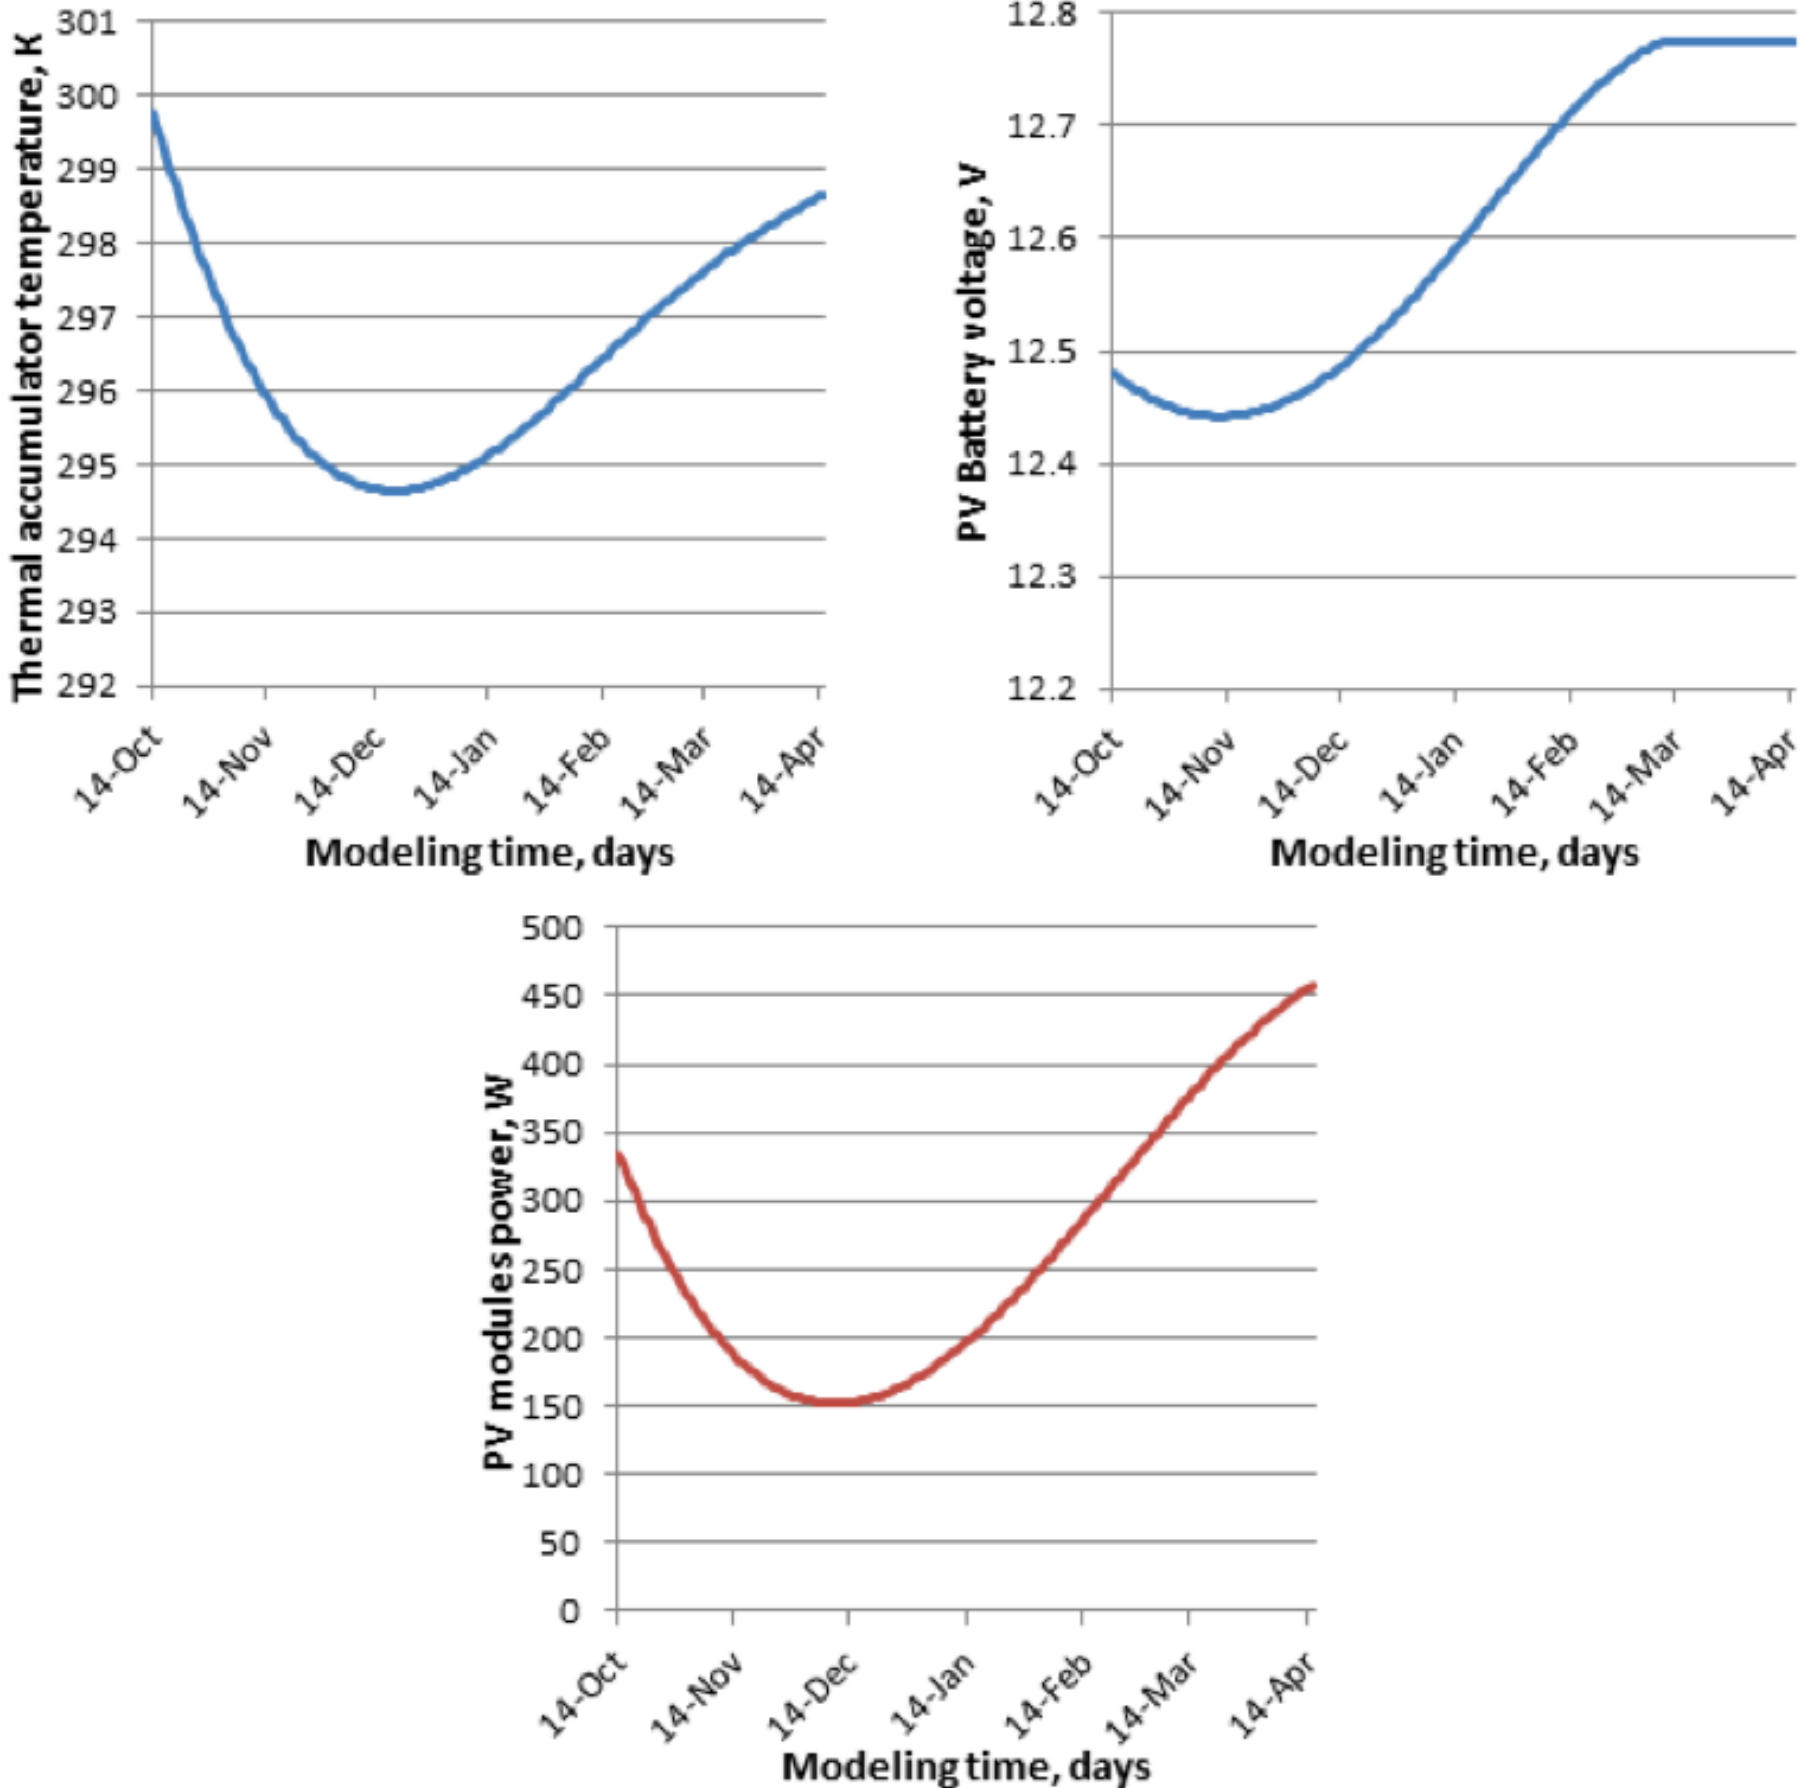 Thermal accumulator temperature, K
301
300
299
298
297
296
295
294
293
292
14-Oct
14-Nov
14-Dec
14-Jan
14-Feb
14-Mar
14-Apr
Modeling time, days
PV Battery voltage, V
12.8
12.7
12.6
12.5
12.4
12.3
12.2
14-Oct
14-Nov
14-Dec
14-Jan
14-Feb
14-Mar
14-Apr
Modeling time, days
PV modules power, W
500
450
400
350
300
250
200
150
100
50
0
14-Oct
14-Nov
14-Dec
14-Jan
14-Feb
14-Mar
14-Apr
Modeling time, days